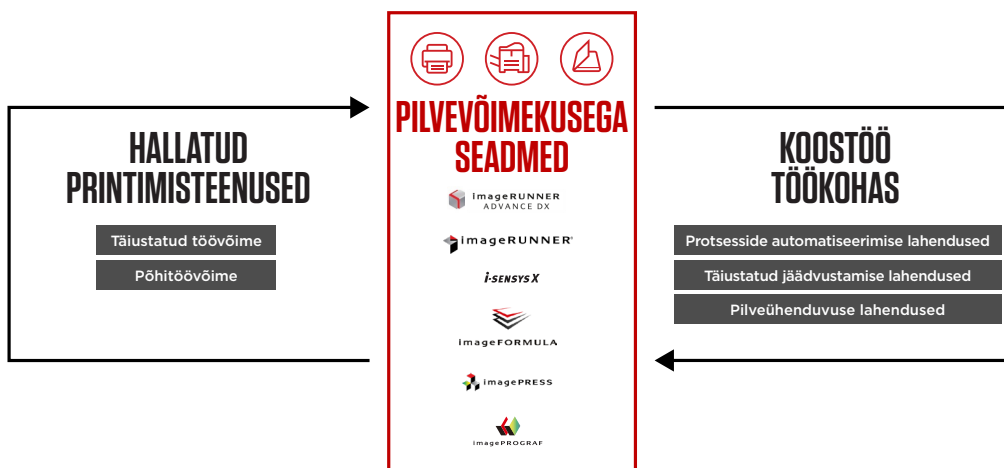 HALLATUD
PRINTIMISTEENUSED
Täiustatud töövõime
Põhitöövõime
PILVEVÕIMEKUSEGA
SEADMED
imageRUNNER
ADVANCE DX
imageRUNNER®
i-SENSYS X
imageFORMULA
imagePRESS
imagePROGRAF
KOOSTÖÖ
TÖÖKOHAS
Protsesside automatiseerimise lahendused
Täiustatud jäädvustamise lahendused
Pilveühenduvuse lahendused